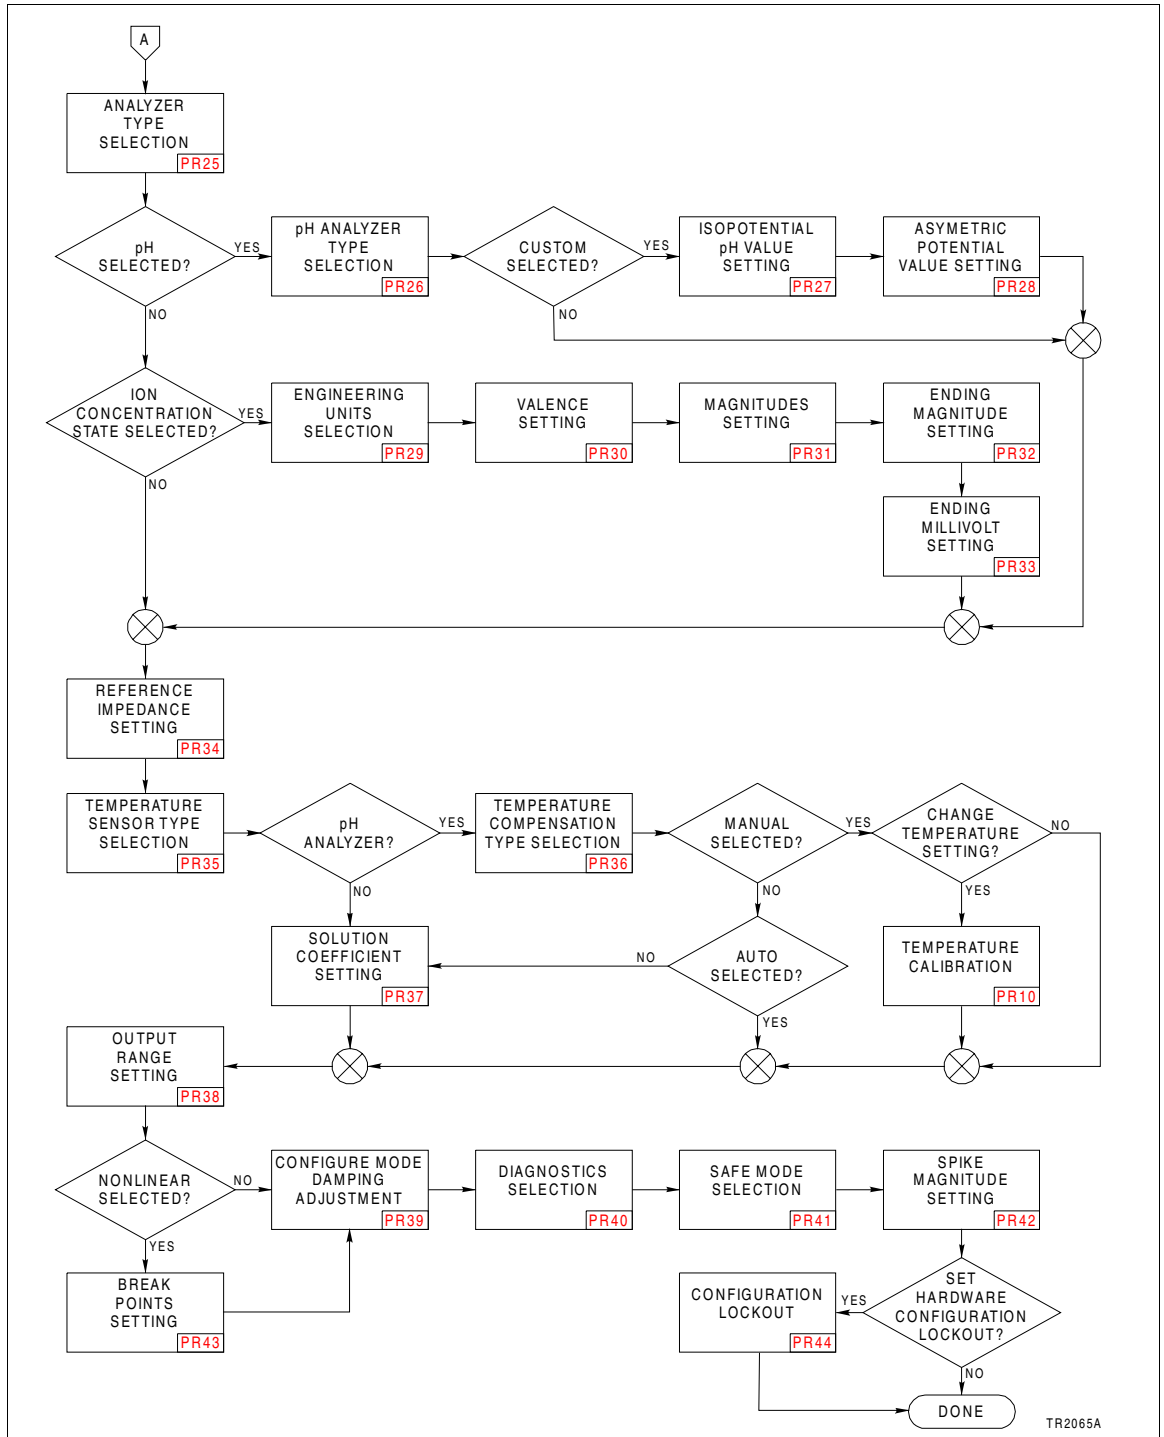 A
ANALYZER
TYPE
SELECTION
PR25
pH
SELECTED?
YES
NO
pH ANALYZER
TYPE
SELECTION
PR26
CUSTOM
SELECTED?
YES
NO
ISOPOTENTIAL
pH VALUE
SETTING
PR27
ASYMETRIC
POTENTIAL
VALUE SETTING
PR28
ION
CONCENTRATION
STATE SELECTED?
YES
NO
ENGINEERING
UNITS
SELECTION
PR29
VALENCE
SETTING
PR30
MAGNITUDES
SETTING
PR31
ENDING
MAGNITUDE
SETTING
PR32
ENDING
MILLIVOLT
SETTING
PR33
REFERENCE
IMPEDANCE
SETTING
PR34
TEMPERATURE
SENSOR TYPE
SELECTION
PR35
pH
ANALYZER?
YES
NO
TEMPERATURE
COMPENSATION
TYPE SELECTION
PR36
MANUAL
SELECTED?
YES
NO
CHANGE
TEMPERATURE
SETTING?
NO
YES
SOLUTION
COEFFICIENT
SETTING
PR37
NO
AUTO
SELECTED?
YES
TEMPERATURE
CALIBRATION
PR10
OUTPUT
RANGE
SETTING
PR38
NONLINEAR
SELECTED?
NO
YES
CONFIGURE MODE
DAMPING
ADJUSTMENT
PR39
DIAGNOSTICS
SELECTION
PR40
SAFE MODE
SELECTION
PR41
SPIKE
MAGNITUDE
SETTING
PR42
BREAK
POINTS
SETTING
PR43
CONFIGURATION
LOCKOUT
PR44
YES
SET
HARDWARE
CONFIGURATION
LOCKOUT?
NO
DONE
TR2065A